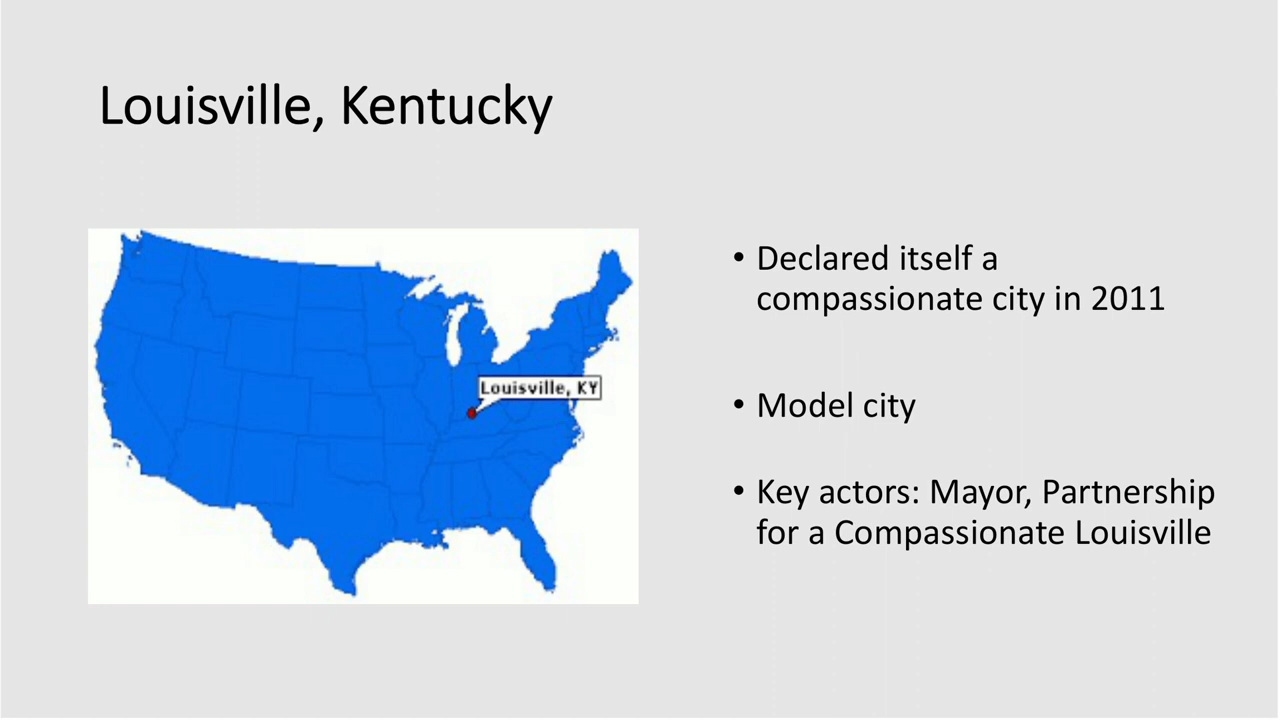 Louisville, Kentucky
Louisville, KY
• Declared itself a
compassionate city in 2011
• Model city
• Key actors: Mayor, Partnership
for a Compassionate Louisville